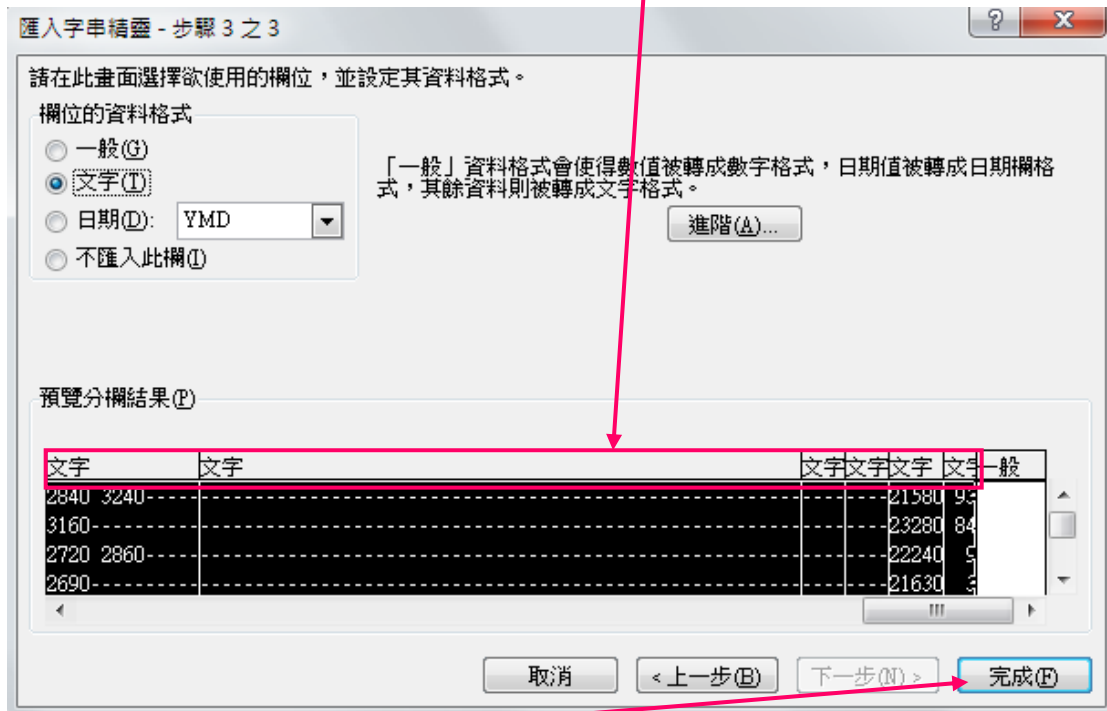 匯入字串精靈 - 步驟 3 之 3
請在此畫面選擇欲使用的欄位，並設定其資料格式。
欄位的資料格式
一般(G)
文字(T)
日期(D): YMD
不匯入此欄(I)
「一般」資料格式會使得數值被轉成數字格式，日期值被轉成日期欄格
式，其餘資料則被轉成文字格式。
進階(A)...
預覽分欄結果(P)
文字 文字 文字 文字 文字 文字 一般
2840 3240----------------------------------------------------------------------------21580 93
3160---------------------------------------------------------------------------------23280 84
2720 2860----------------------------------------------------------------------------22240
2690---------------------------------------------------------------------------------21630
取消 <上一步(B) 下一步(N)> 完成(F)